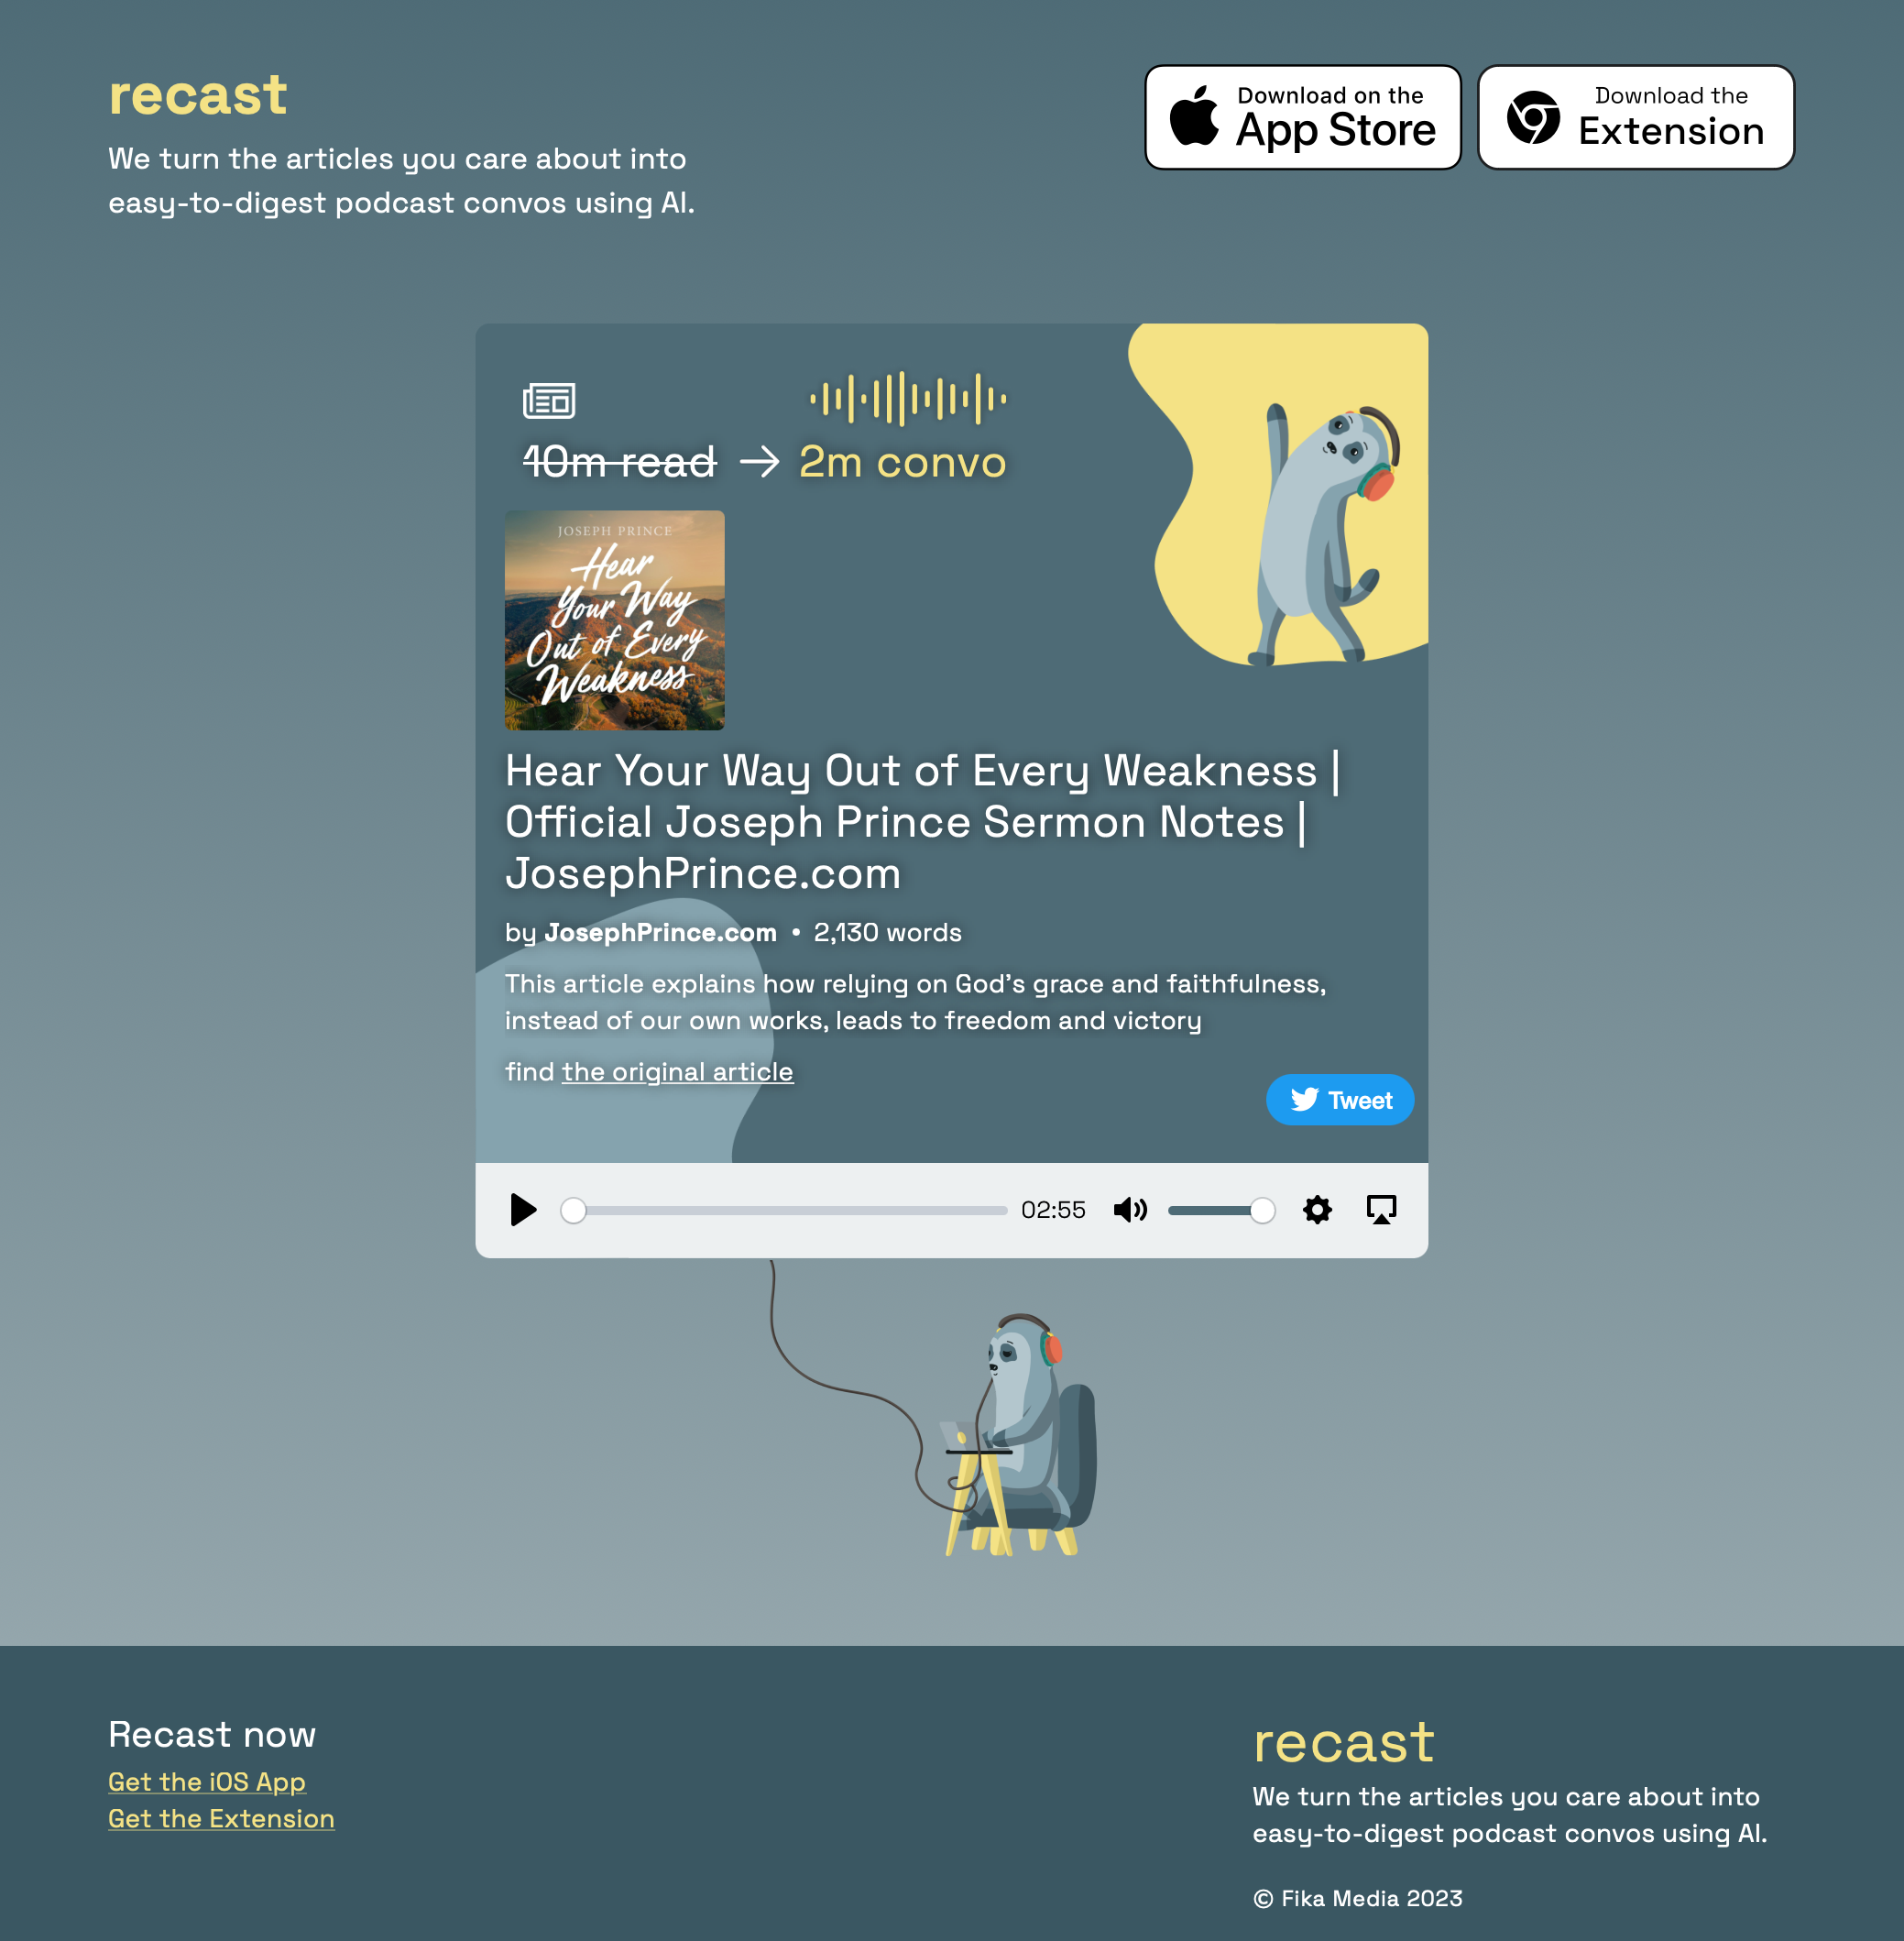 recast
We turn the articles you care about into
easy-to-digest podcast convos using AI.
Download on the
App Store
Download the
Extension
10m read → 2m convo
JOSEPH PRINCE
Hear
Your Way
Out of Every
Weakness
Hear Your Way Out of Every Weakness |
Official Joseph Prince Sermon Notes |
JosephPrince.com
by JosephPrince.com • 2,130 words
This article explains how relying on God's grace and faithfulness,
instead of our own works, leads to freedom and victory
find the original article
Tweet
02:55
Recast now
Get the iOS App
Get the Extension
recast
We turn the articles you care about into
easy-to-digest podcast convos using AI.
© Fika Media 2023